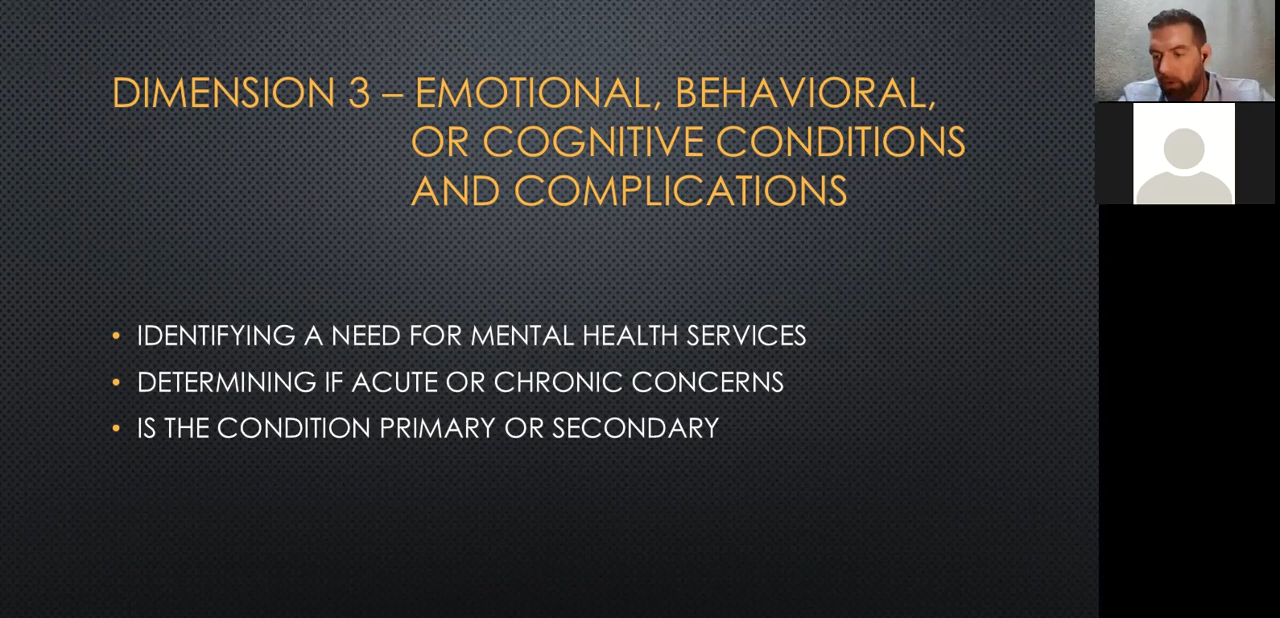 DIMENSION 3 – EMOTIONAL, BEHAVIORAL,
OR COGNITIVE CONDITIONS
AND COMPLICATIONS
• IDENTIFYING A NEED FOR MENTAL HEALTH SERVICES
• DETERMINING IF ACUTE OR CHRONIC CONCERNS
• IS THE CONDITION PRIMARY OR SECONDARY